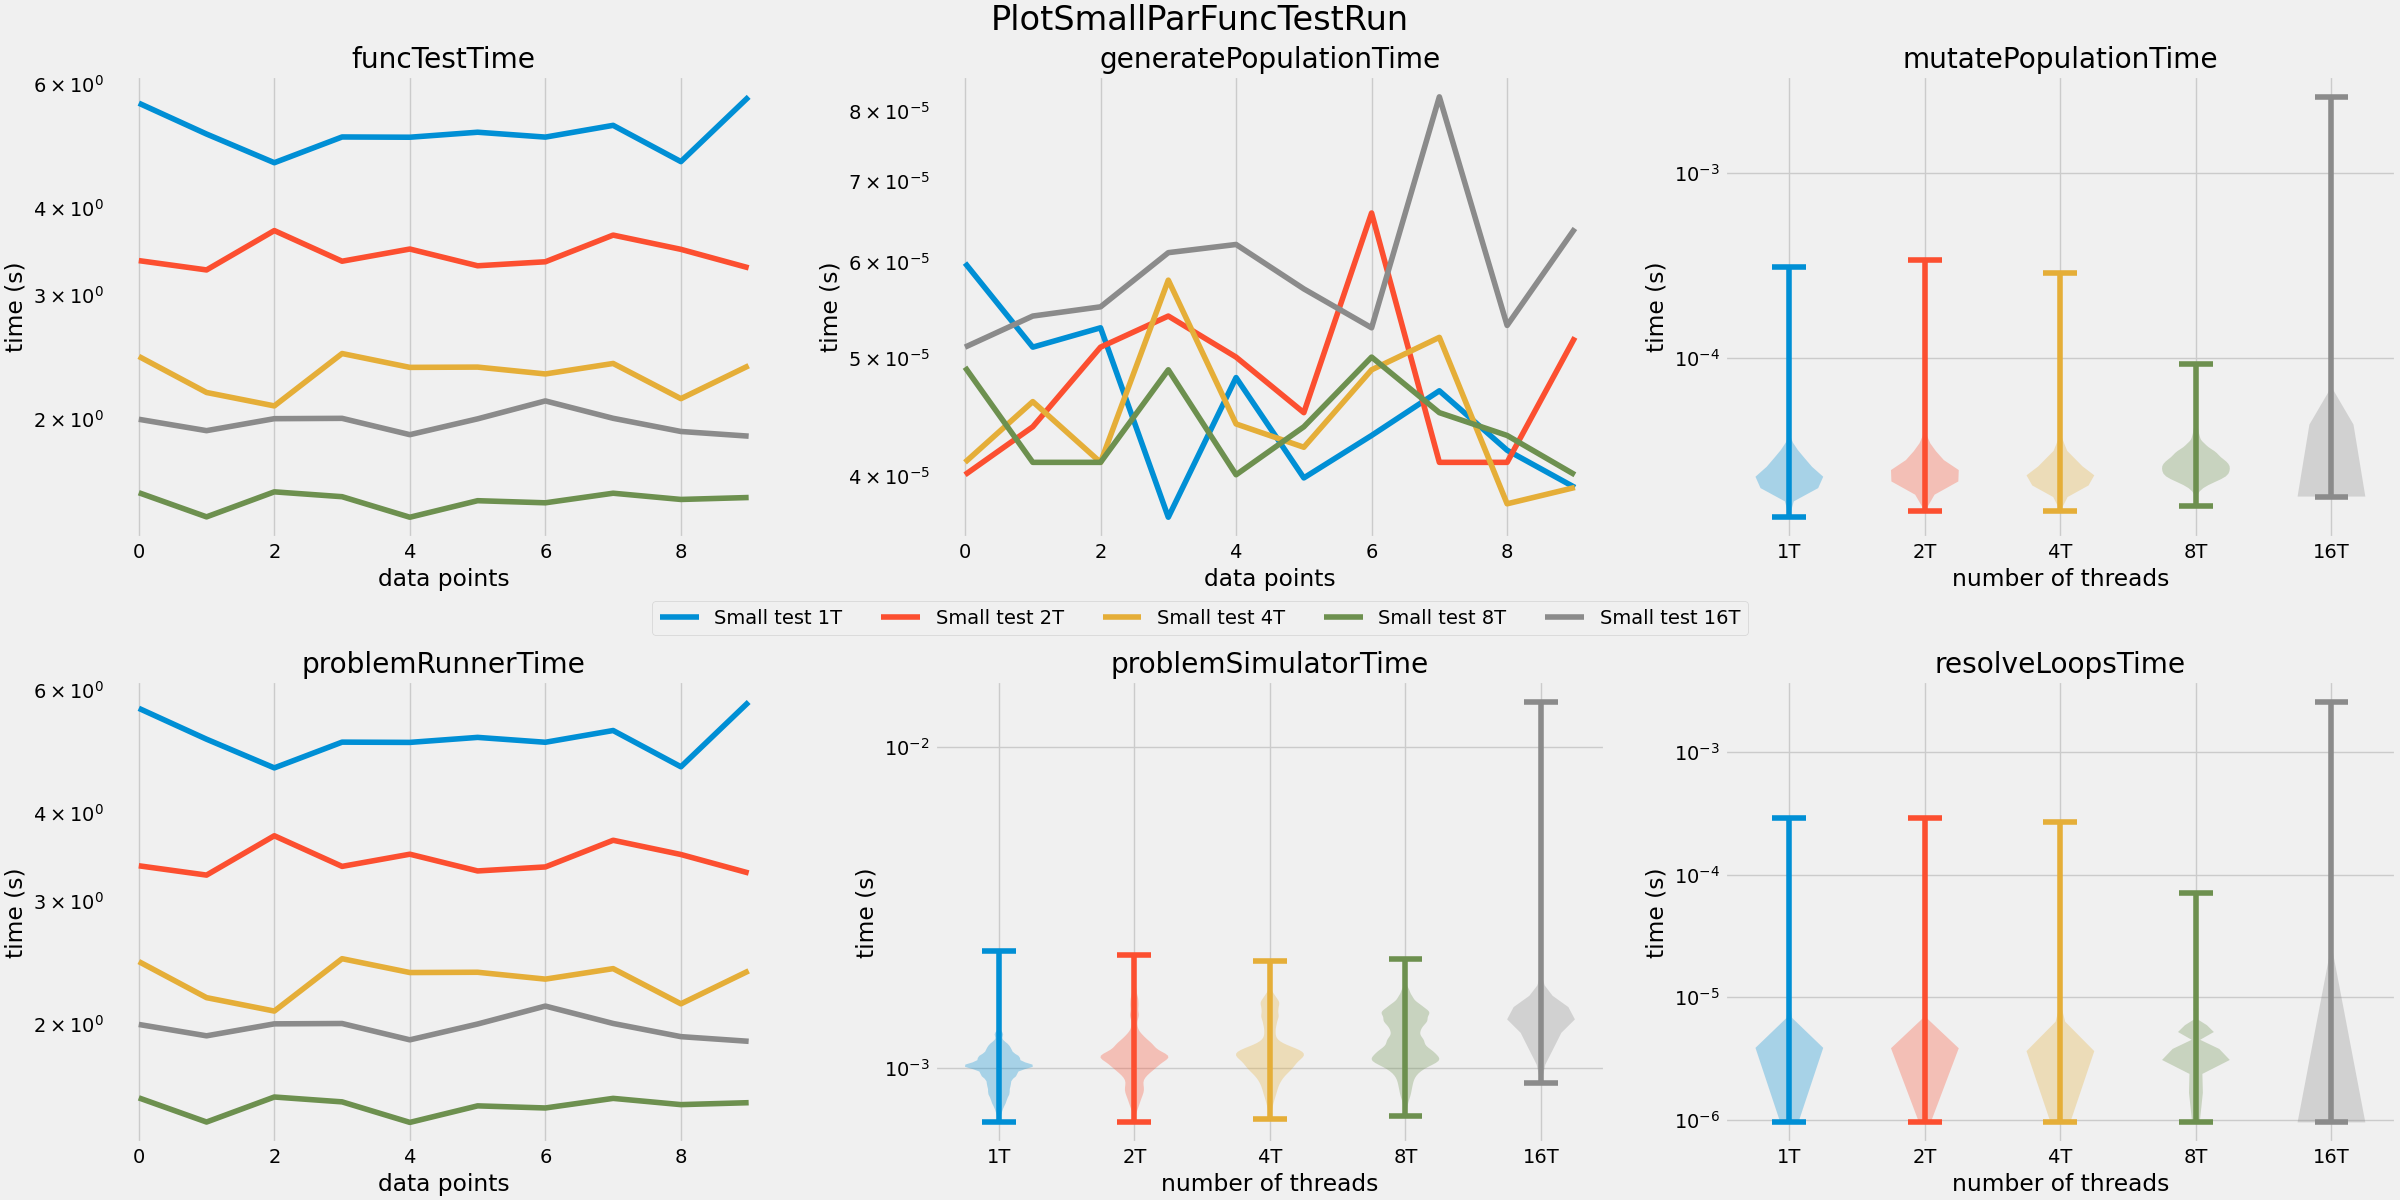 PlotSmallParFuncTestRun
funcTestTime
6 × 10⁰
4 × 10⁰
3 × 10⁰
2 × 10⁰
time (s)
0 2 4 6 8
data points
generatePopulationTime
8 × 10⁻⁵
7 × 10⁻⁵
6 × 10⁻⁵
5 × 10⁻⁵
4 × 10⁻⁵
time (s)
0 2 4 6 8
data points
mutatePopulationTime
10⁻³
10⁻⁴
time (s)
1T 2T 4T 8T 16T
number of threads
Small test 1T Small test 2T Small test 4T Small test 8T Small test 16T
problemRunnerTime
6 × 10⁰
4 × 10⁰
3 × 10⁰
2 × 10⁰
time (s)
0 2 4 6 8
data points
problemSimulatorTime
10⁻²
10⁻³
time (s)
1T 2T 4T 8T 16T
number of threads
resolveLoopsTime
10⁻³
10⁻⁴
10⁻⁵
10⁻⁶
time (s)
1T 2T 4T 8T 16T
number of threads